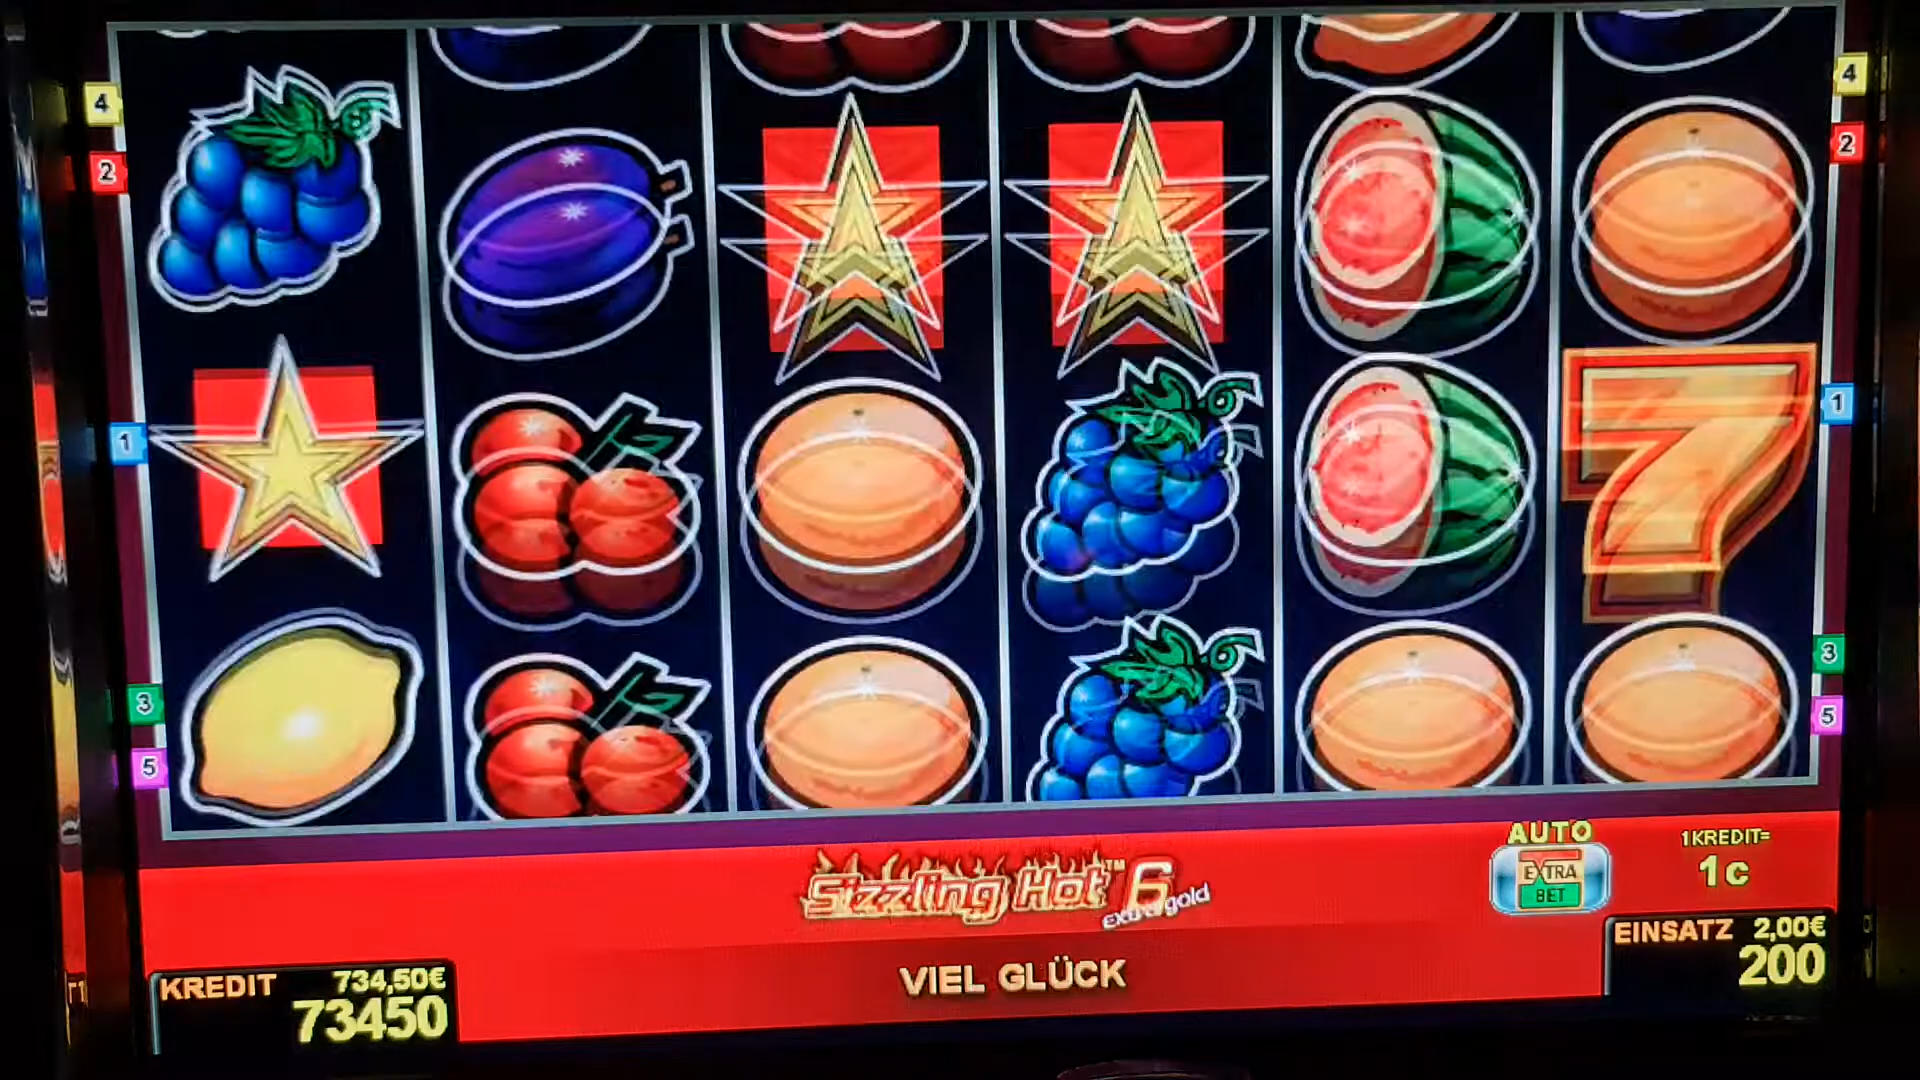 4
4
2
2
1
1
3
3
5
5
AUTO
EXTRA
BET
1KREDIT=
1c
Sizzling Hot™ 6
extra gold
EINSATZ 2,00€
200
VIEL GLÜCK
KREDIT 734,50€
73450